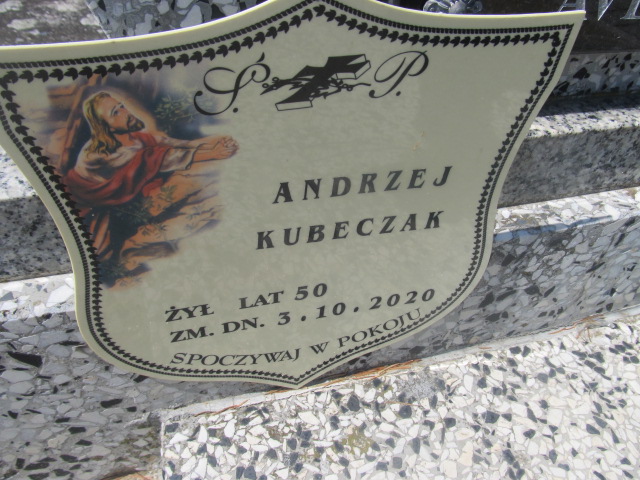 Ś. P.
ANDRZEJ
KUBECZAK
ŻYŁ LAT 50
ZM. DN. 3.10.2020
SPOCZYWAJ W POKOJU